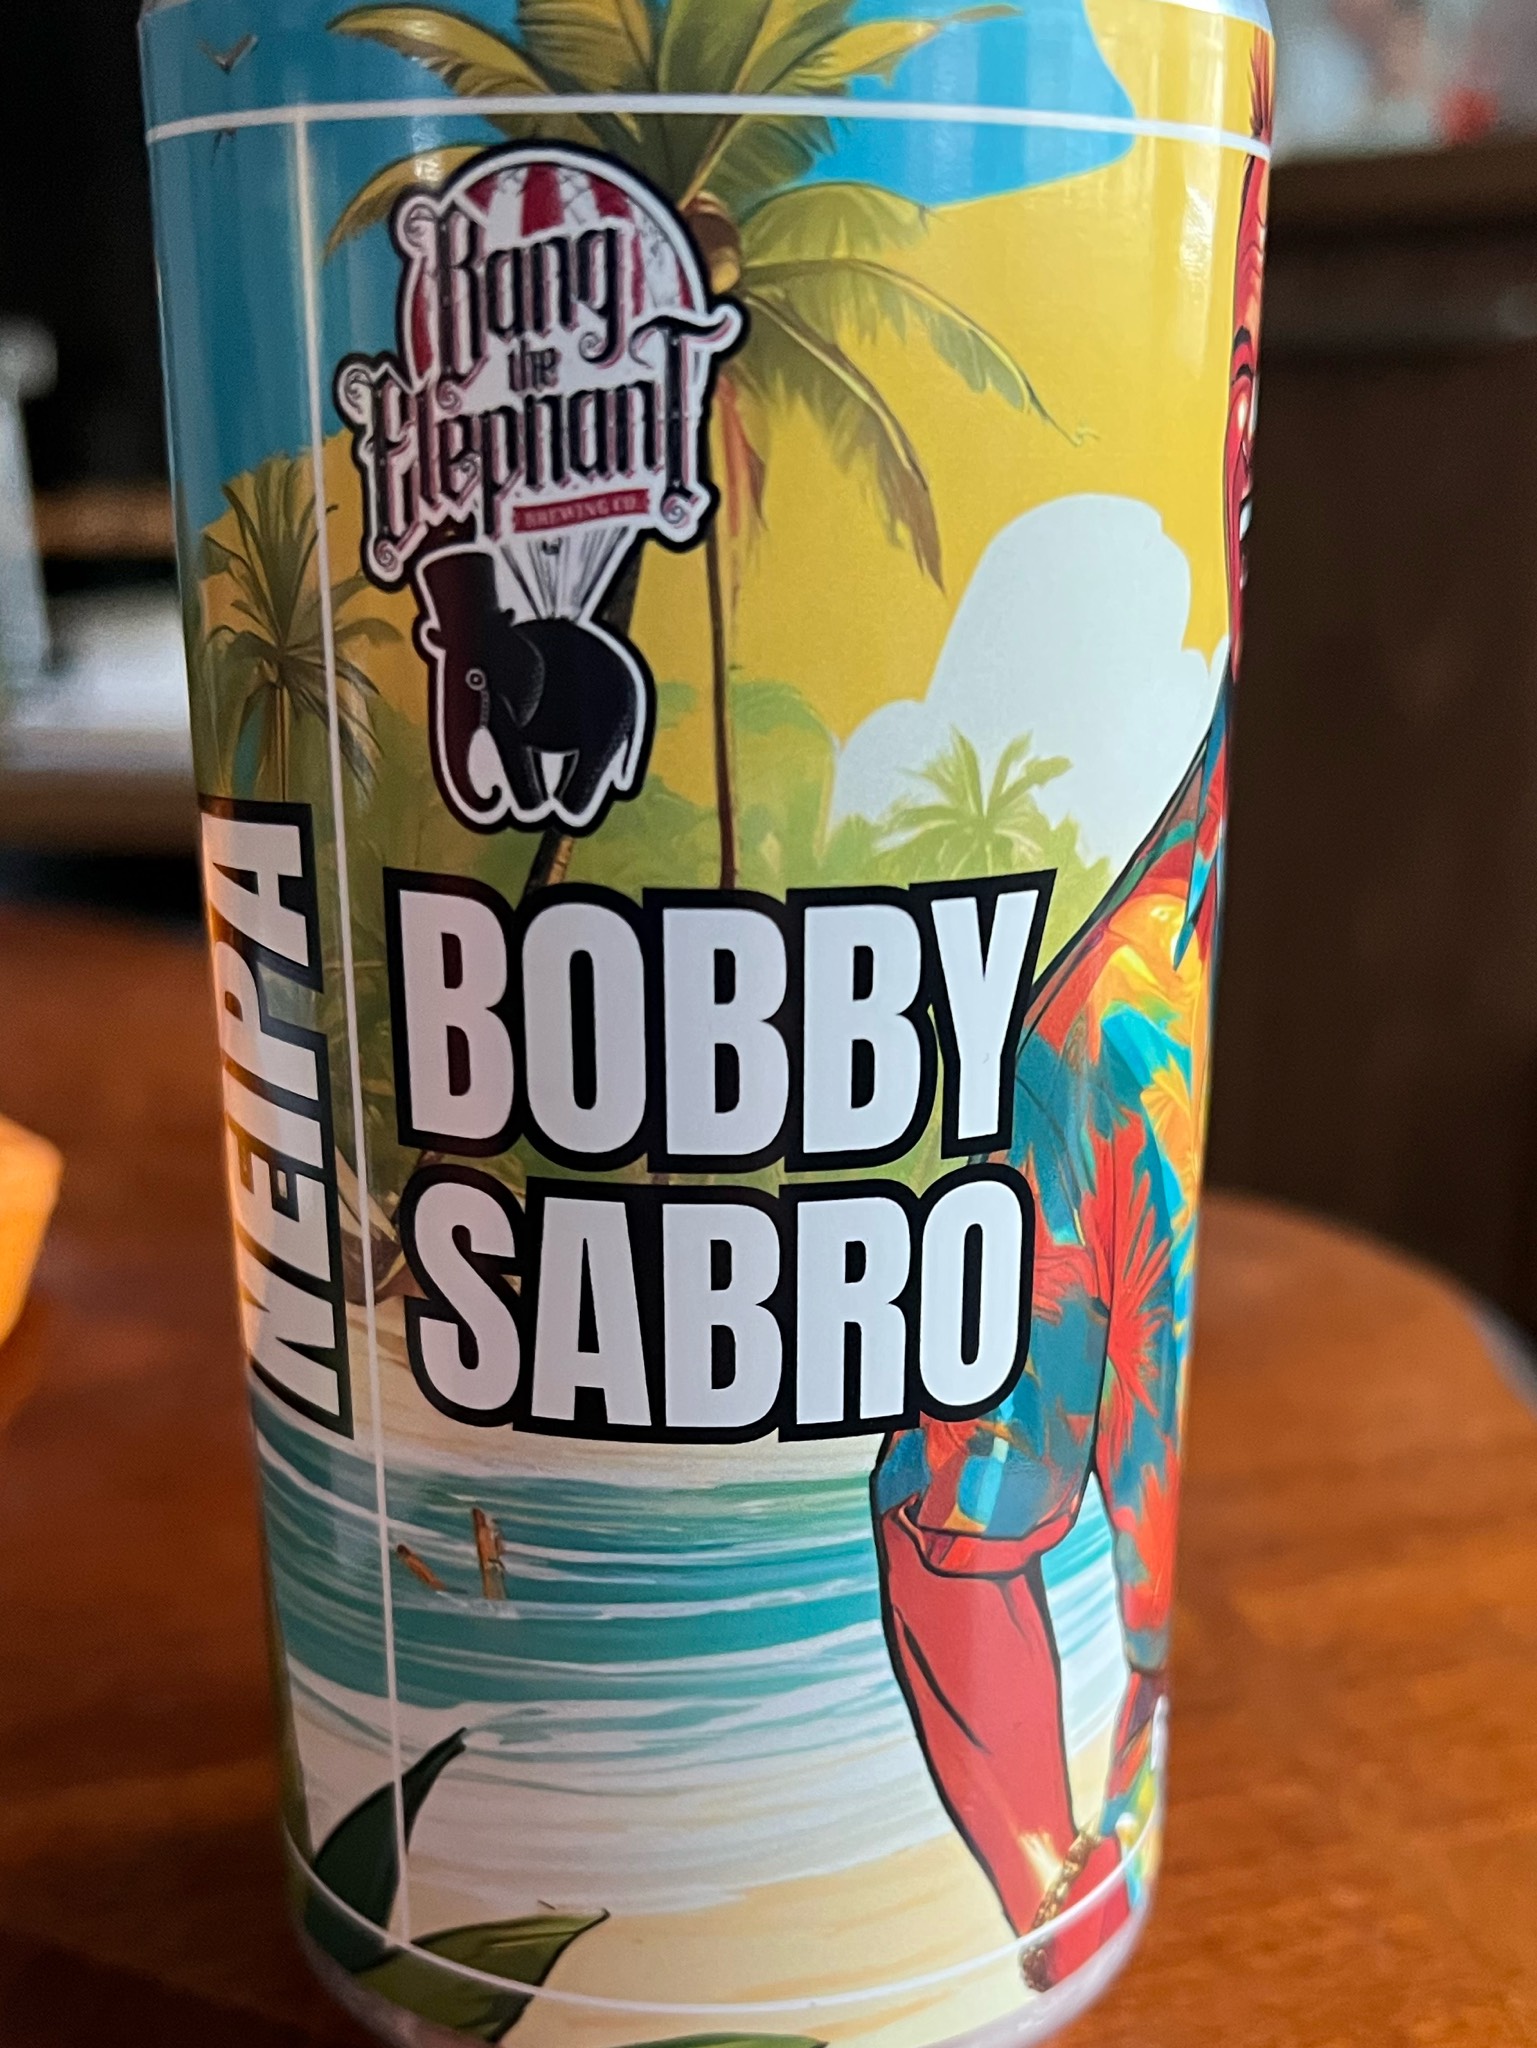 Bang
the
ElephanT
BREWING CO.
NEIPA
BOBBY
SABRO